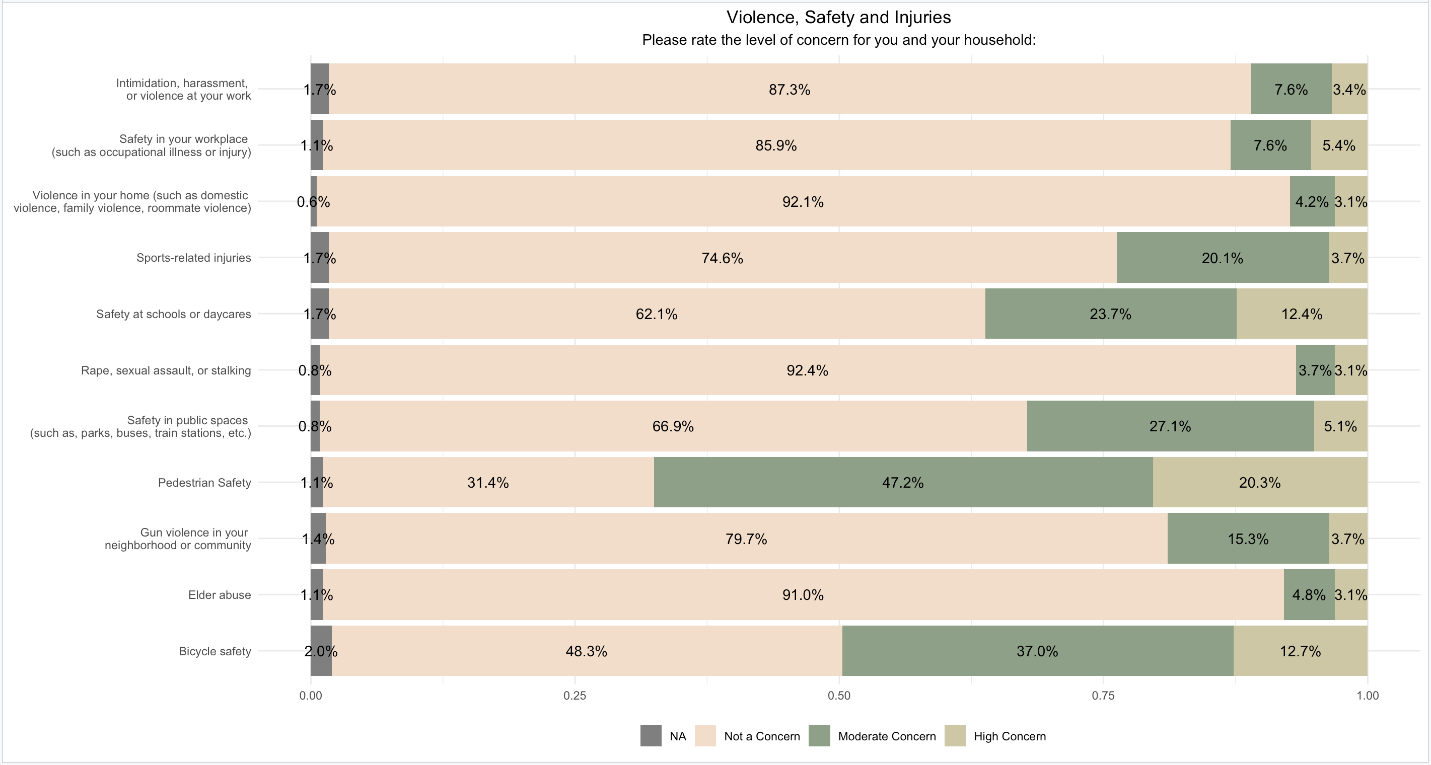 Violence, Safety and Injuries
Please rate the level of concern for you and your household:
Intimidation, harassment,
or violence at your work
1.7% 87.3% 7.6% 3.4%
Safety in your workplace
(such as occupational illness or injury)
1.1% 85.9% 7.6% 5.4%
Violence in your home (such as domestic
violence, family violence, roommate violence)
0.6% 92.1% 4.2% 3.1%
Sports-related injuries 1.7% 74.6% 20.1% 3.7%
Safety at schools or daycares 1.7% 62.1% 23.7% 12.4%
Rape, sexual assault, or stalking 0.8% 92.4% 3.7% 3.1%
Safety in public spaces
(such as, parks, buses, train stations, etc.)
0.8% 66.9% 27.1% 5.1%
Pedestrian Safety 1.1% 31.4% 47.2% 20.3%
Gun violence in your
neighborhood or community
1.4% 79.7% 15.3% 3.7%
Elder abuse 1.1% 91.0% 4.8% 3.1%
Bicycle safety 2.0% 48.3% 37.0% 12.7%
0.00 0.25 0.50 0.75 1.00
NA Not a Concern Moderate Concern High Concern